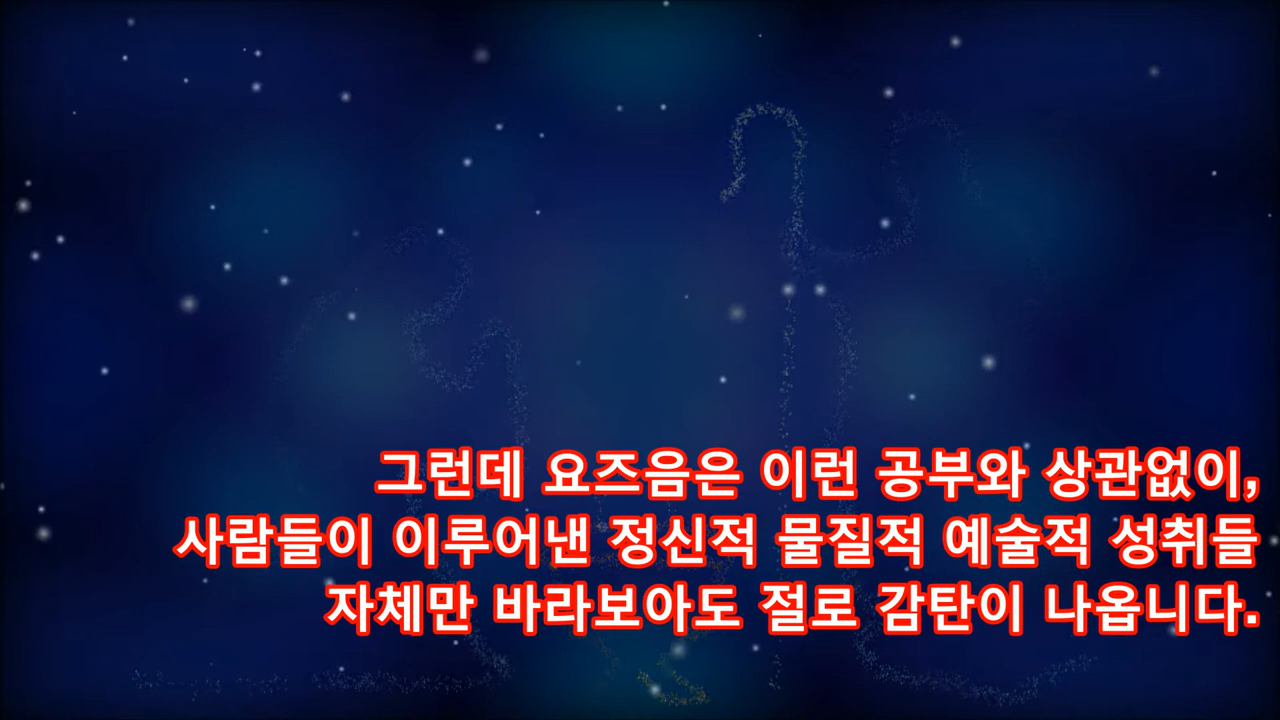 그런데 요즈음은 이런 공부와 상관없이,
사람들이 이루어낸 정신적 물질적 예술적 성취들
자체만 바라보아도 절로 감탄이 나옵니다.